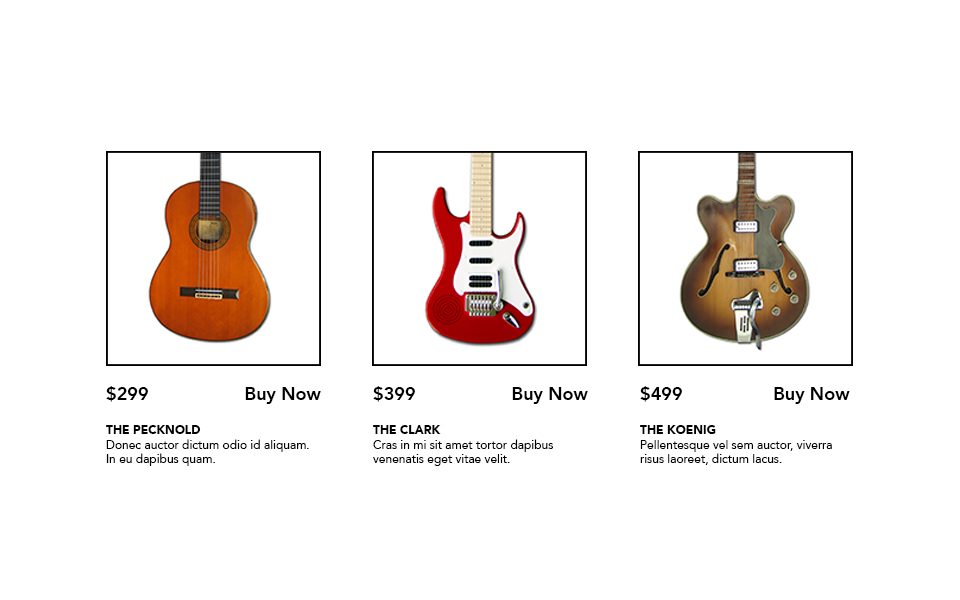 $299 Buy Now
THE PECKNOLD
Donec auctor dictum odio id aliquam.
In eu dapibus quam.
$399 Buy Now
THE CLARK
Cras in mi sit amet tortor dapibus
venenatis eget vitae velit.
$499 Buy Now
THE KOENIG
Pellentesque vel sem auctor, viverra
risus laoreet, dictum lacus.